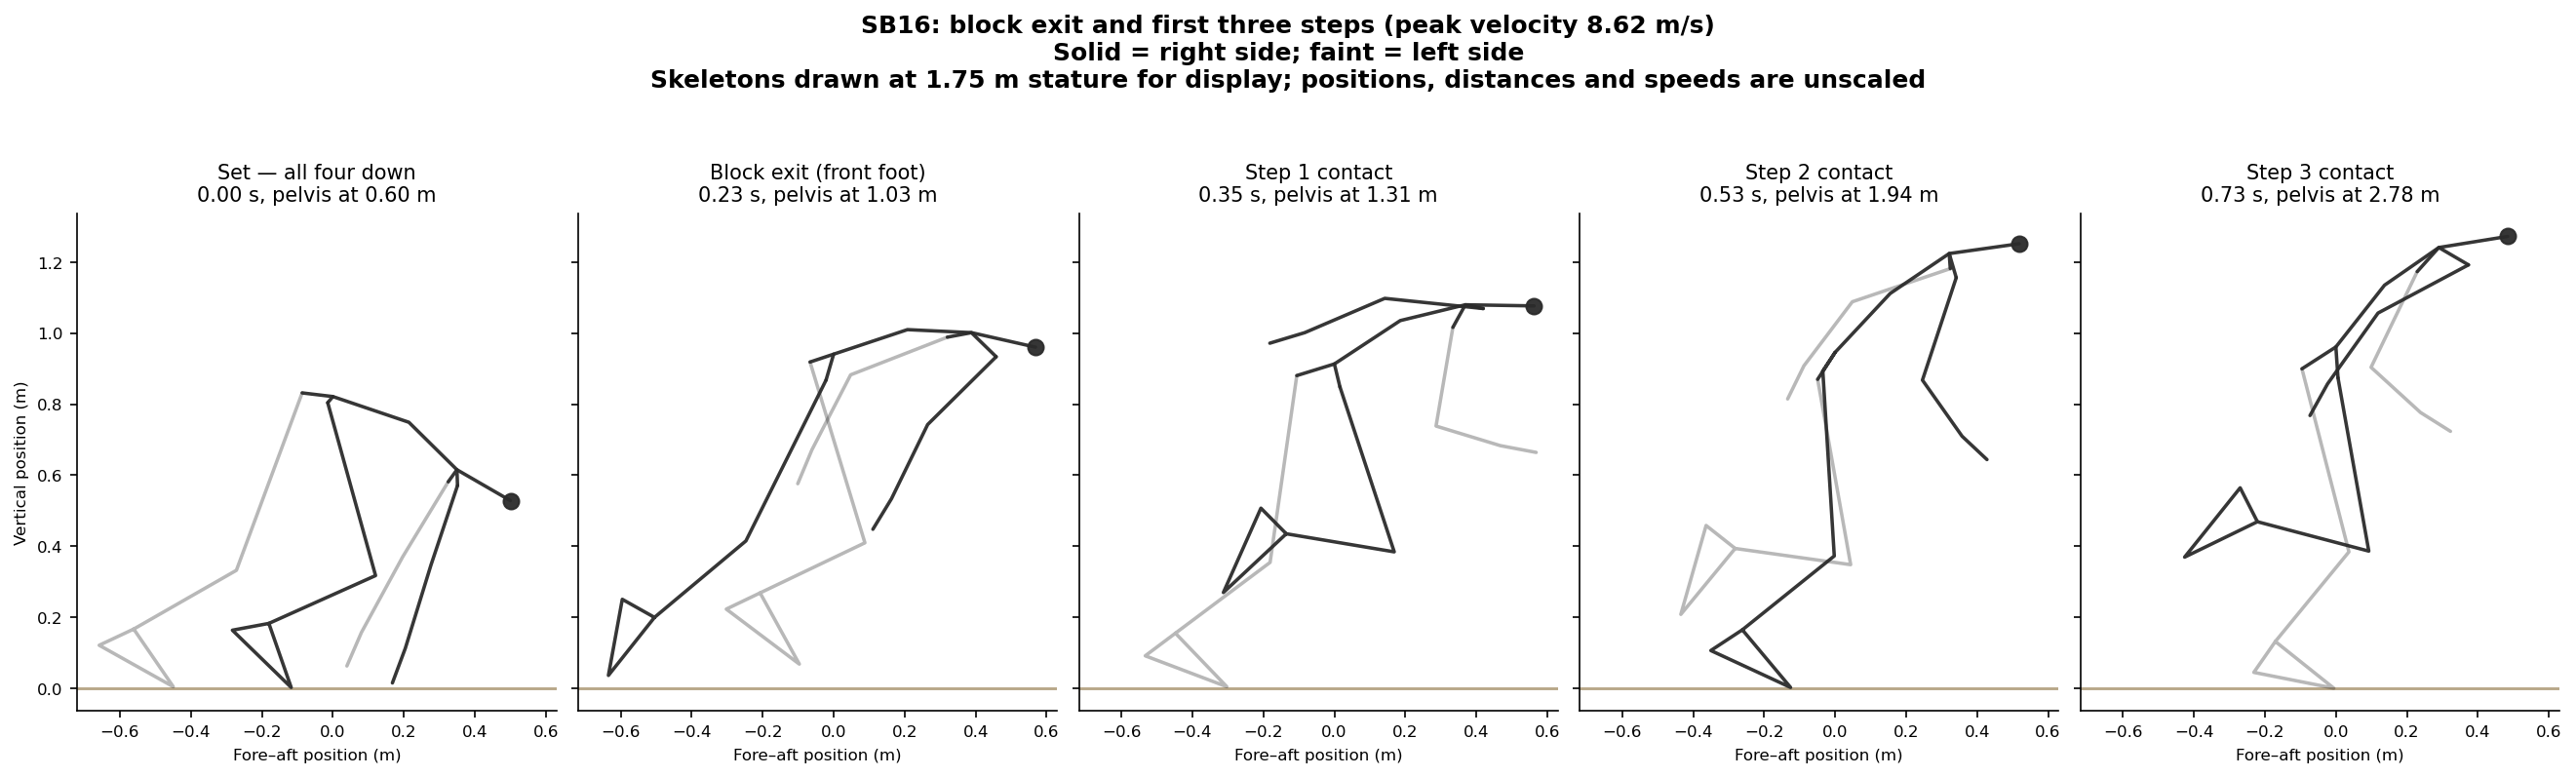 SB16: block exit and first three steps (peak velocity 8.62 m/s)
Solid = right side; faint = left side
Skeletons drawn at 1.75 m stature for display; positions, distances and speeds are unscaled
Set — all four down
0.00 s, pelvis at 0.60 m
Block exit (front foot)
0.23 s, pelvis at 1.03 m
Step 1 contact
0.35 s, pelvis at 1.31 m
Step 2 contact
0.53 s, pelvis at 1.94 m
Step 3 contact
0.73 s, pelvis at 2.78 m
Vertical position (m)
1.2
1.0
0.8
0.6
0.4
0.2
0.0
−0.6 −0.4 −0.2 0.0 0.2 0.4 0.6
Fore–aft position (m)
−0.6 −0.4 −0.2 0.0 0.2 0.4 0.6
Fore–aft position (m)
−0.6 −0.4 −0.2 0.0 0.2 0.4 0.6
Fore–aft position (m)
−0.6 −0.4 −0.2 0.0 0.2 0.4 0.6
Fore–aft position (m)
−0.6 −0.4 −0.2 0.0 0.2 0.4 0.6
Fore–aft position (m)